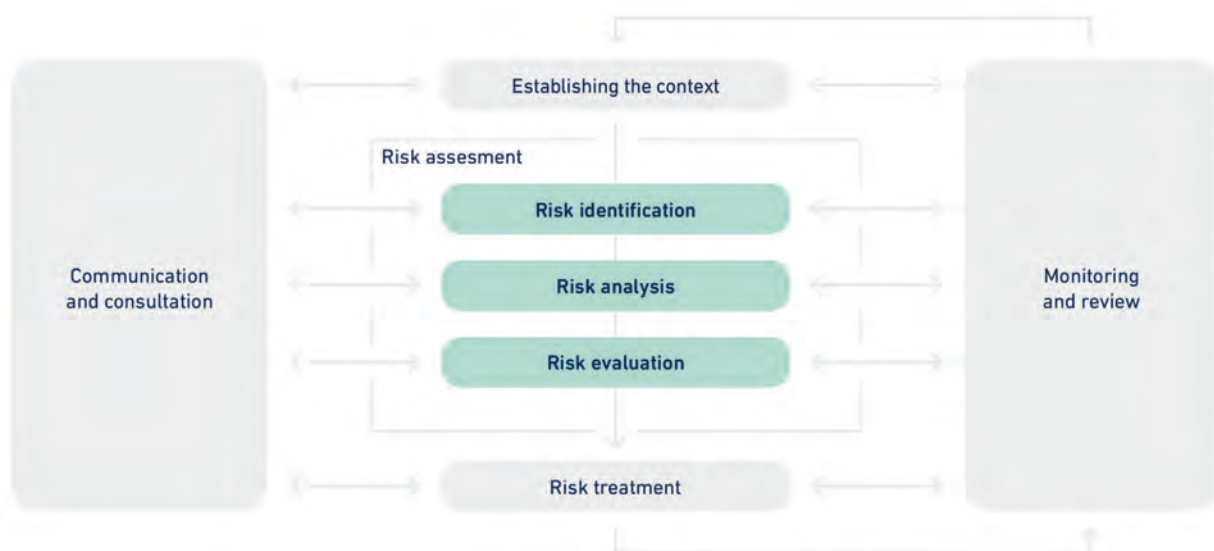 Establishing the context
Risk assesment
Risk identification
Risk analysis
Risk evaluation
Risk treatment
Communication
and consultation
Monitoring
and review